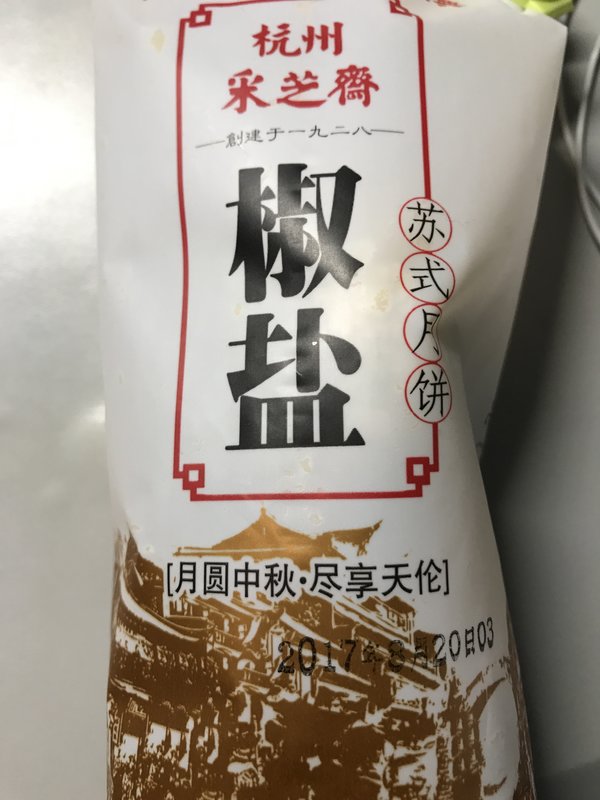 杭州
采芝齋
創建于一九二八
椒盐
苏式月饼
[月圆中秋·尽享天伦]
2017年8月20日03